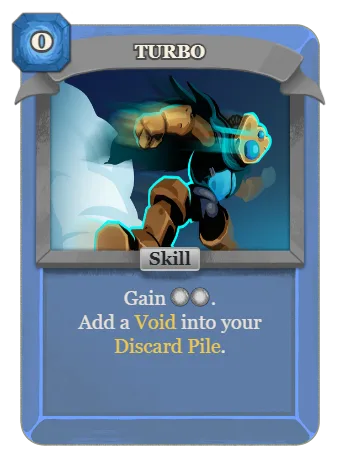 0
TURBO
Skill
Gain .
Add a Void into your
Discard Pile.